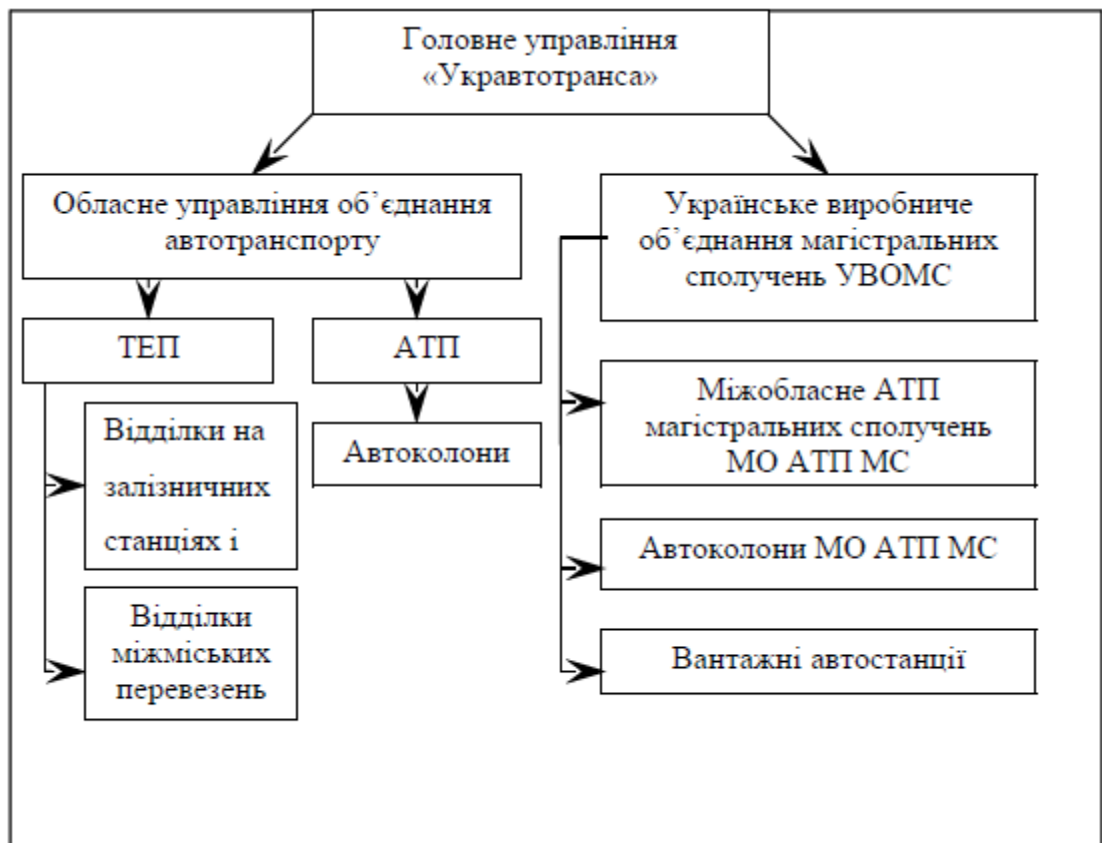 Головне управління
«Укравтотранса»
Обласне управління об’єднання
автотранспорту
Українське виробниче
об’єднання магістральних
сполучень УВОМС
ТЕП
АТП
Відділки на
залізничних
станціях і
Автоколони
Міжобласне АТП
магістральних сполучень
МО АТП МС
Автоколони МО АТП МС
Відділки
міжміських
перевезень
Вантажні автостанції